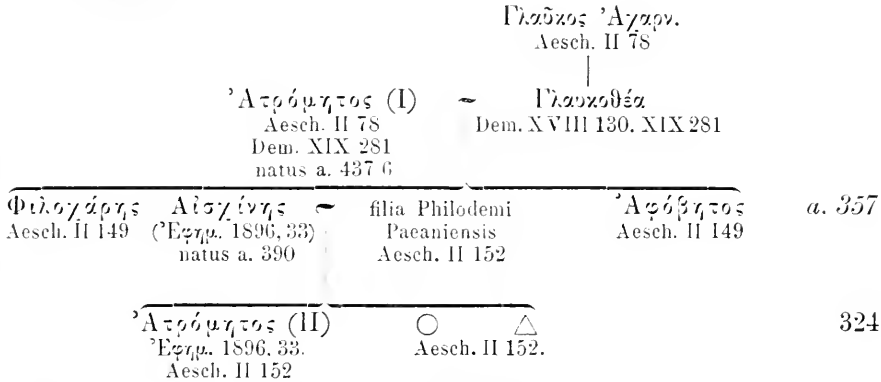 Γλαῦκος Ἀχαρν.
Aesch. II 78
Ἀτρόμητος (I) ~ Γλαυκοθέα
Aesch. II 78 Dem. XVIII 130. XIX 281
Dem. XIX 281
natus a. 437/6
Φιλοχάρης Αἰσχίνης ~ filia Philodemi Ἀφόβητος a. 357
Aesch. II 149 (Ἐφημ. 1896, 33) Paeaniensis Aesch. II 149
natus a. 390 Aesch. II 152
Ἀτρόμητος (II) ○ △ 324
Ἐφημ. 1896, 33. Aesch. II 152.
Aesch. II 152